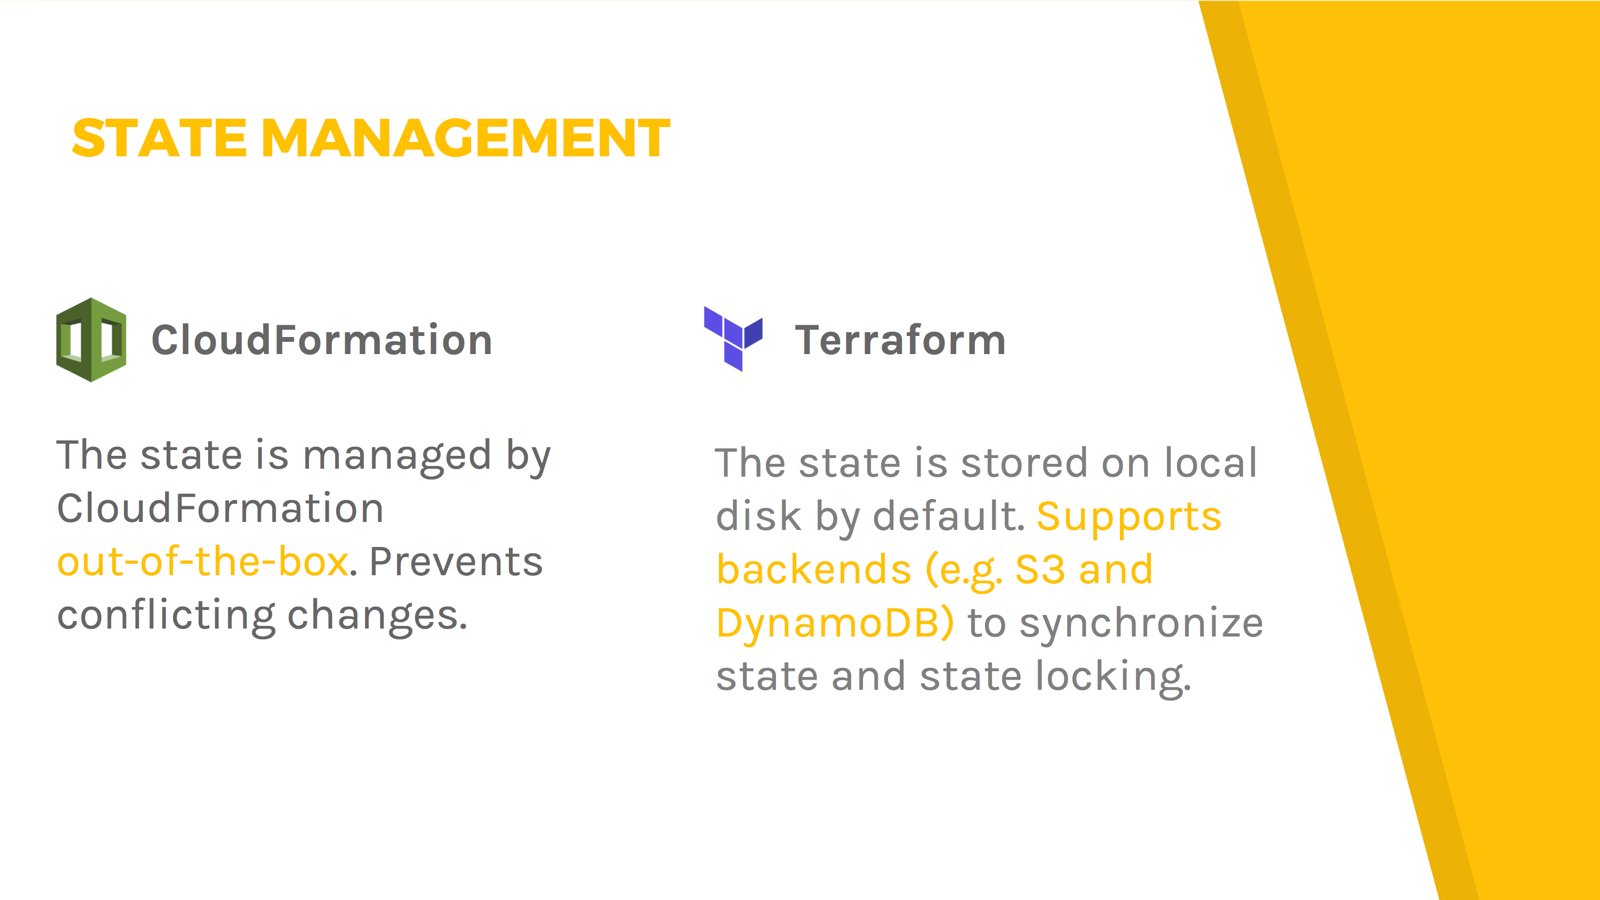 STATE MANAGEMENT
CloudFormation
The state is managed by
CloudFormation
out-of-the-box. Prevents
conflicting changes.
Terraform
The state is stored on local
disk by default. Supports
backends (e.g. S3 and
DynamoDB) to synchronize
state and state locking.